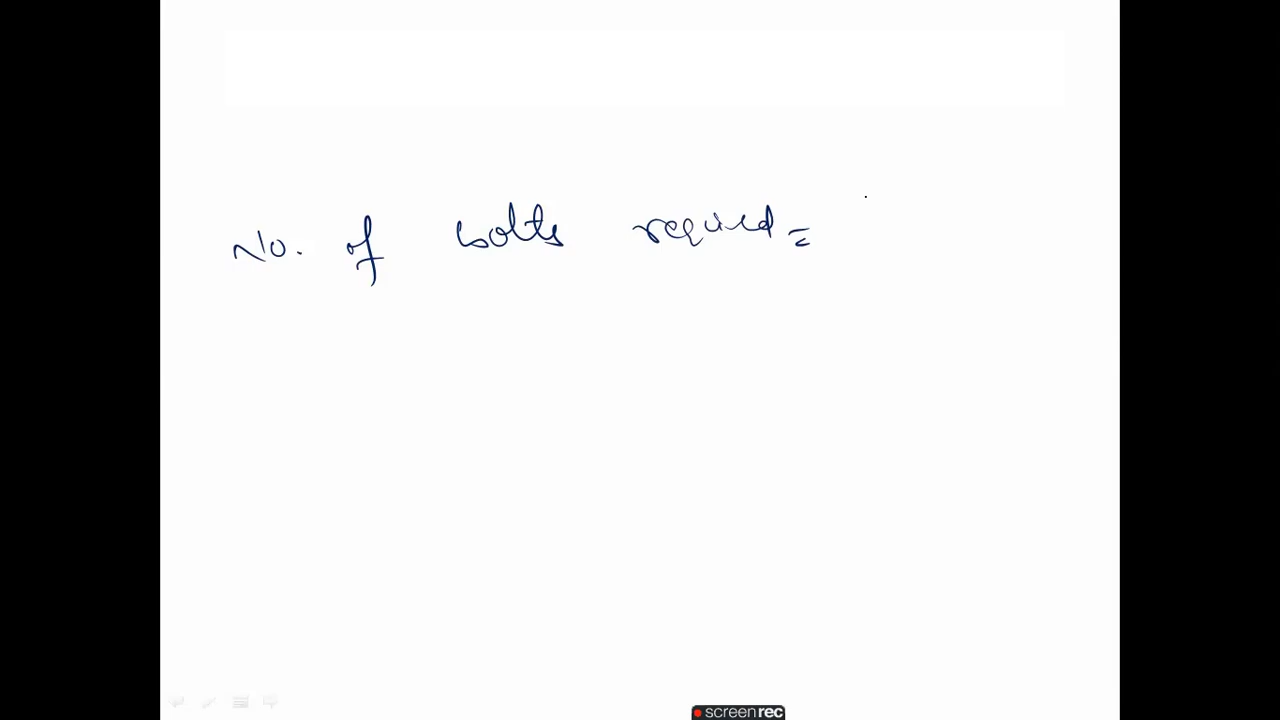 No. of bolts required =
screenrec